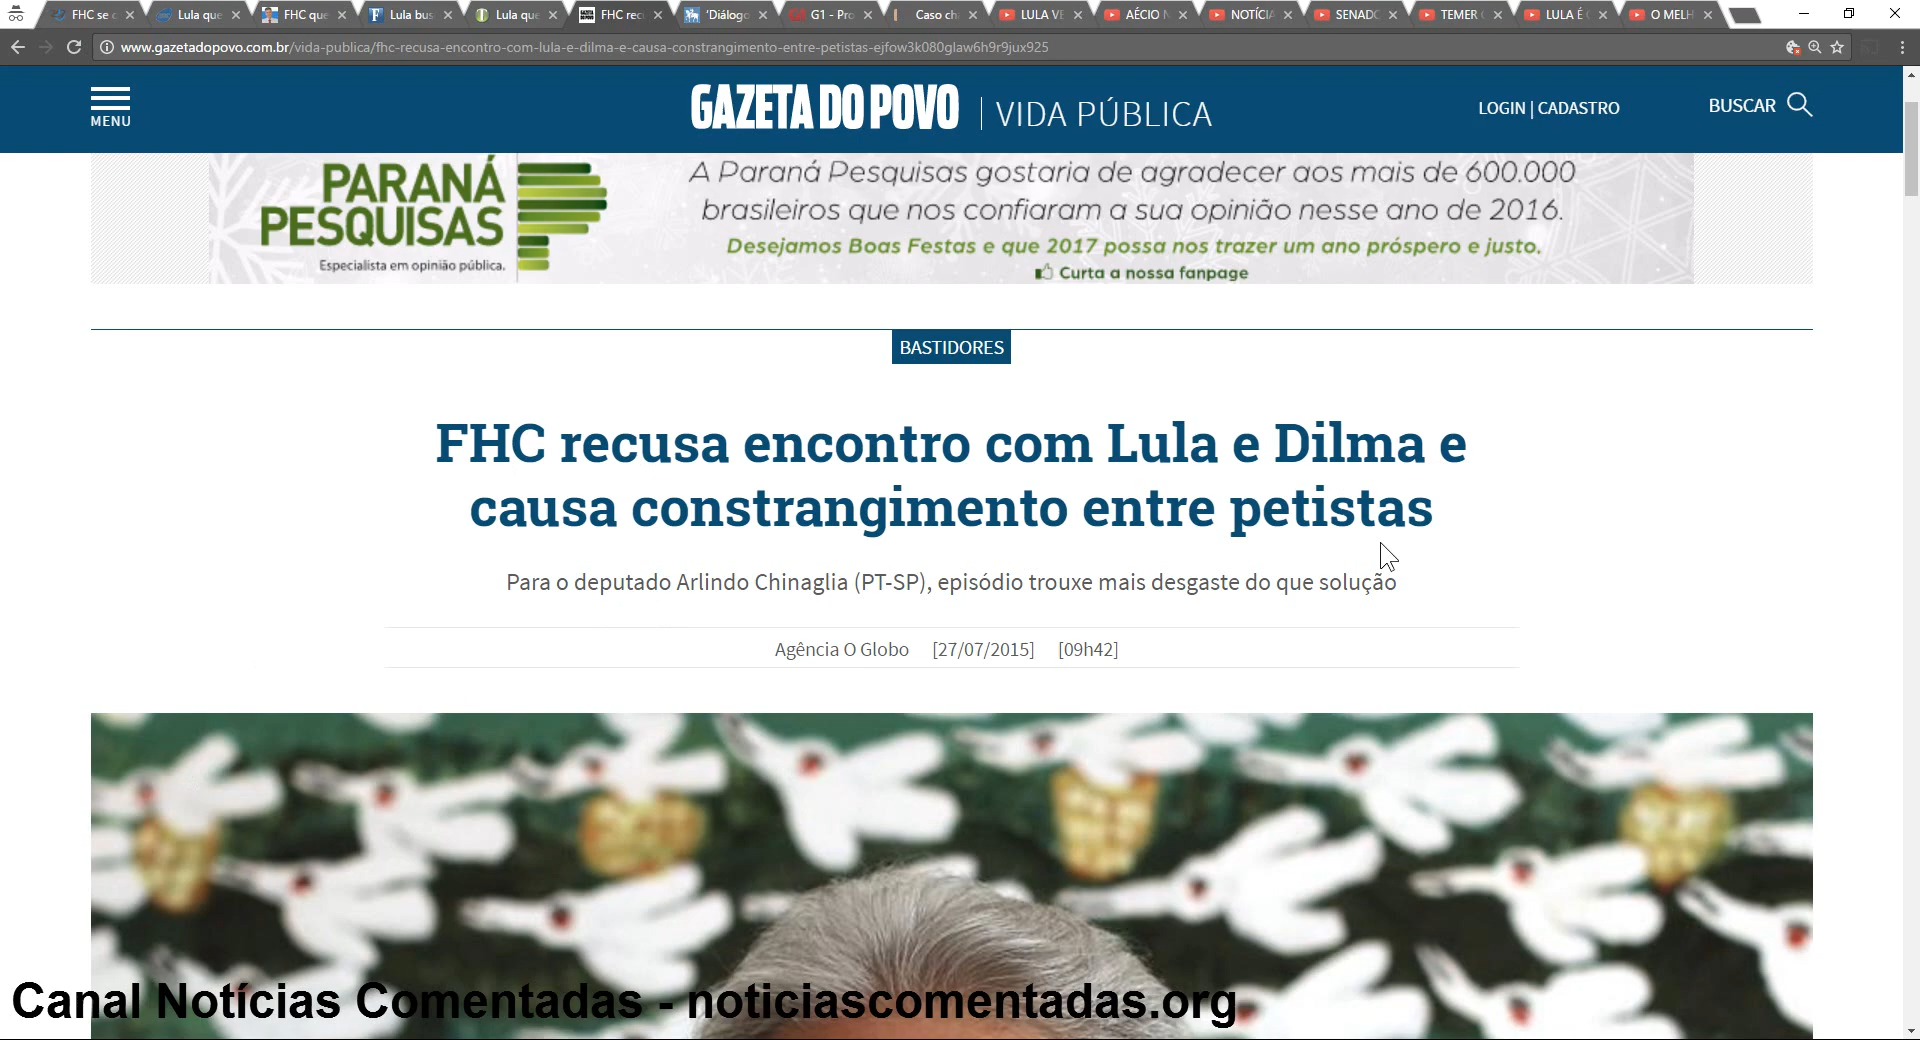 FHC se c
Lula que
FHC que
Lula bus
Lula que
FHC rec
'Diálogo
G1 - Pro
Caso ch
LULA VE
AÉCIO N
NOTÍCIA
SENADO
TEMER
LULA É
O MELH
www.gazetadopovo.com.br/vida-publica/fhc-recusa-encontro-com-lula-e-dilma-e-causa-constrangimento-entre-petistas-ejfow3k080glaw6h9r9jux925
MENU
GAZETA DO POVO | VIDA PÚBLICA
LOGIN | CADASTRO
BUSCAR
PARANÁ
PESQUISAS
Especialista em opinião pública.
A Paraná Pesquisas gostaria de agradecer aos mais de 600.000
brasileiros que nos confiaram a sua opinião nesse ano de 2016.
Desejamos Boas Festas e que 2017 possa nos trazer um ano próspero e justo.
Curta a nossa fanpage
BASTIDORES
FHC recusa encontro com Lula e Dilma e
causa constrangimento entre petistas
Para o deputado Arlindo Chinaglia (PT-SP), episódio trouxe mais desgaste do que solução
Agência O Globo [27/07/2015] [09h42]
Canal Notícias Comentadas - noticiascomentadas.org